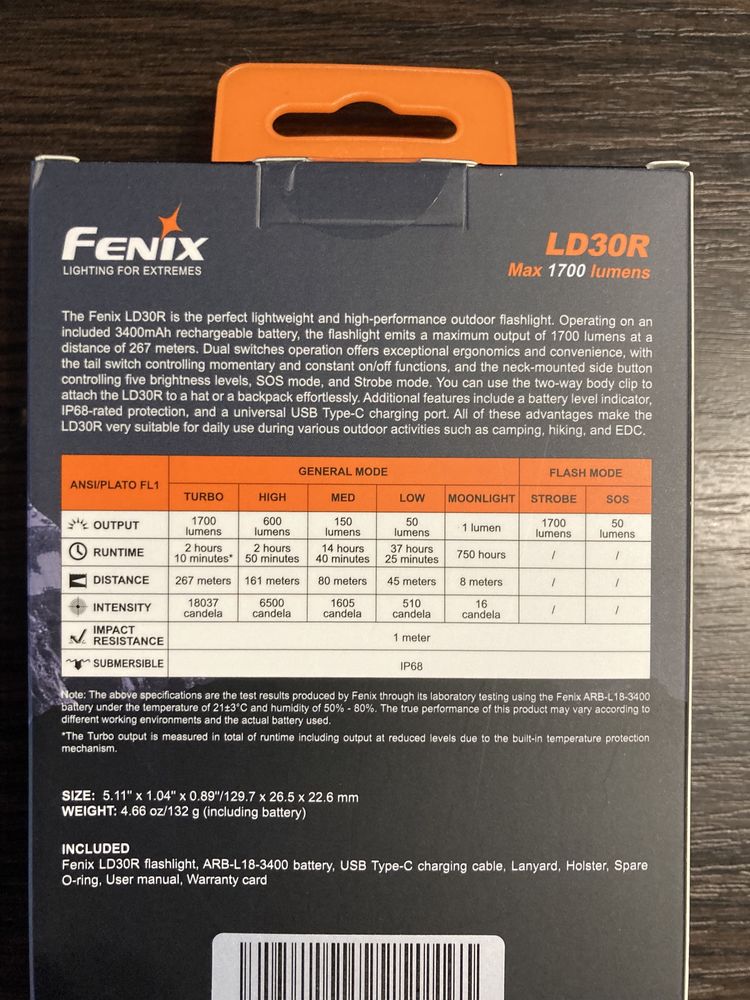 FENIX
LIGHTING FOR EXTREMES
LD30R
Max 1700 lumens
The Fenix LD30R is the perfect lightweight and high-performance outdoor flashlight. Operating on an
included 3400mAh rechargeable battery, the flashlight emits a maximum output of 1700 lumens at a
distance of 267 meters. Dual switches operation offers exceptional ergonomics and convenience, with
the tail switch controlling momentary and constant on/off functions, and the neck-mounted side button
controlling five brightness levels, SOS mode, and Strobe mode. You can use the two-way body clip to
attach the LD30R to a hat or a backpack effortlessly. Additional features include a battery level indicator,
IP68-rated protection, and a universal USB Type-C charging port. All of these advantages make the
LD30R very suitable for daily use during various outdoor activities such as camping, hiking, and EDC.
ANSI/PLATO FL1 GENERAL MODE FLASH MODE
TURBO HIGH MED LOW MOONLIGHT STROBE SOS
OUTPUT 1700 lumens 600 lumens 150 lumens 50 lumens 1 lumen 1700 lumens 50 lumens
RUNTIME 2 hours 10 minutes* 2 hours 50 minutes 14 hours 40 minutes 37 hours 25 minutes 750 hours / /
DISTANCE 267 meters 161 meters 80 meters 45 meters 8 meters / /
INTENSITY 18037 candela 6500 candela 1605 candela 510 candela 16 candela / /
IMPACT RESISTANCE 1 meter
SUBMERSIBLE IP68
Note: The above specifications are the test results produced by Fenix through its laboratory testing using the Fenix ARB-L18-3400
battery under the temperature of 21±3°C and humidity of 50% - 80%. The true performance of this product may vary according to
different working environments and the actual battery used.
*The Turbo output is measured in total of runtime including output at reduced levels due to the built-in temperature protection
mechanism.
SIZE: 5.11" x 1.04" x 0.89"/129.7 x 26.5 x 22.6 mm
WEIGHT: 4.66 oz/132 g (including battery)
INCLUDED
Fenix LD30R flashlight, ARB-L18-3400 battery, USB Type-C charging cable, Lanyard, Holster, Spare
O-ring, User manual, Warranty card